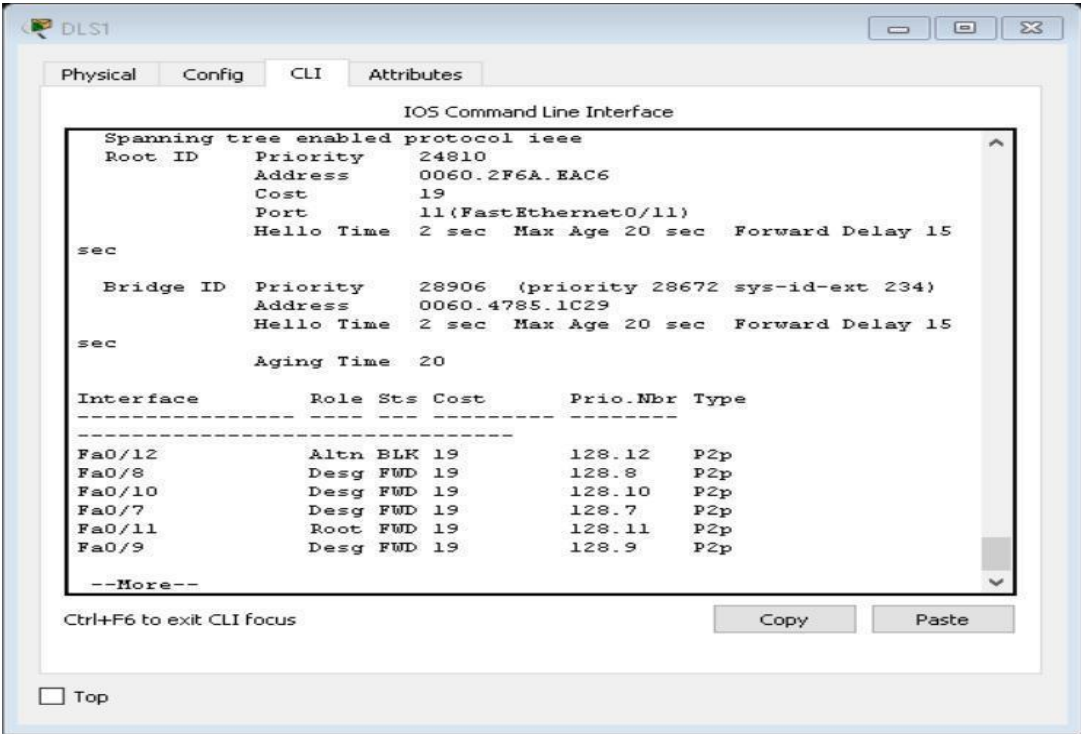 DLS1
Physical Config CLI Attributes
IOS Command Line Interface
Spanning tree enabled protocol ieee
Root ID Priority 24810
Address 0060.2F6A.EAC6
Cost 19
Port 11(FastEthernet0/11)
Hello Time 2 sec Max Age 20 sec Forward Delay 15
sec
Bridge ID Priority 28906 (priority 28672 sys-id-ext 234)
Address 0060.4785.1C29
Hello Time 2 sec Max Age 20 sec Forward Delay 15
sec
Aging Time 20
Interface Role Sts Cost Prio.Nbr Type
---------------- ---- --- --------- --------
--------------------------------
Fa0/12 Altn BLK 19 128.12 P2p
Fa0/8 Desg FWD 19 128.8 P2p
Fa0/10 Desg FWD 19 128.10 P2p
Fa0/7 Desg FWD 19 128.7 P2p
Fa0/11 Root FWD 19 128.11 P2p
Fa0/9 Desg FWD 19 128.9 P2p
--More--
Ctrl+F6 to exit CLI focus
Copy Paste
Top